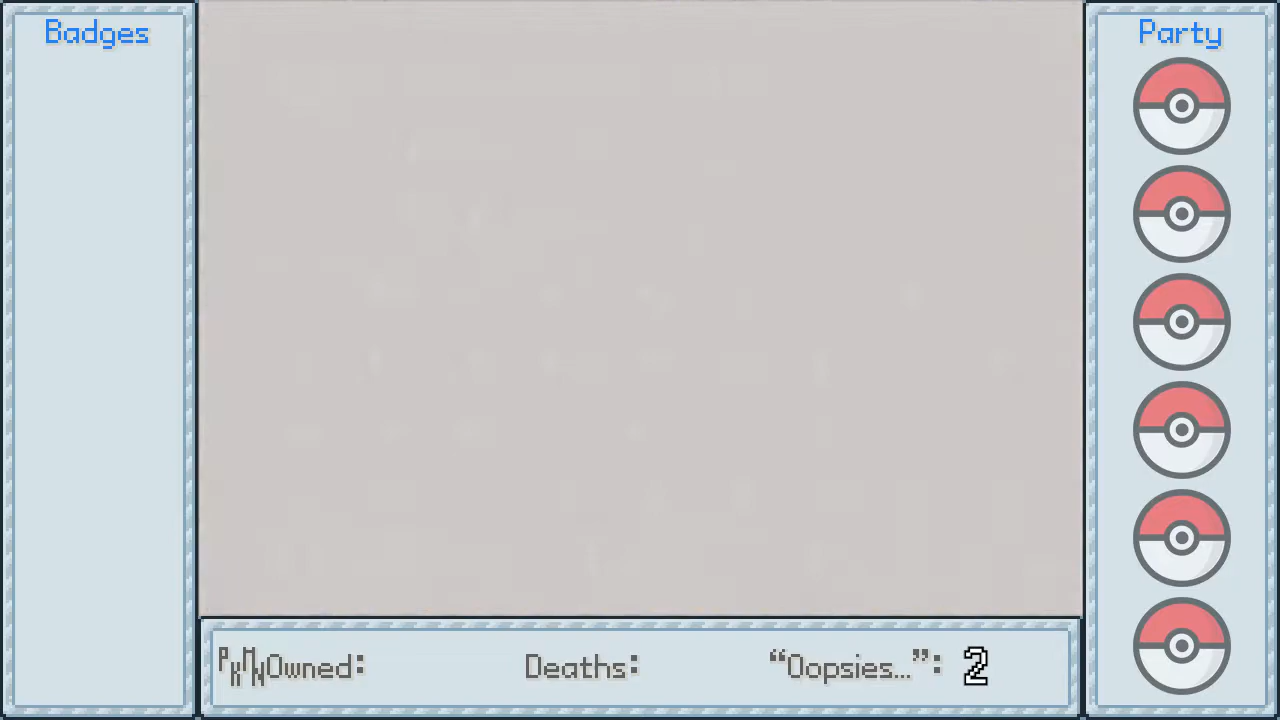 Badges
Party
PKMN Owned:
Deaths:
“Oopsies...”: 2